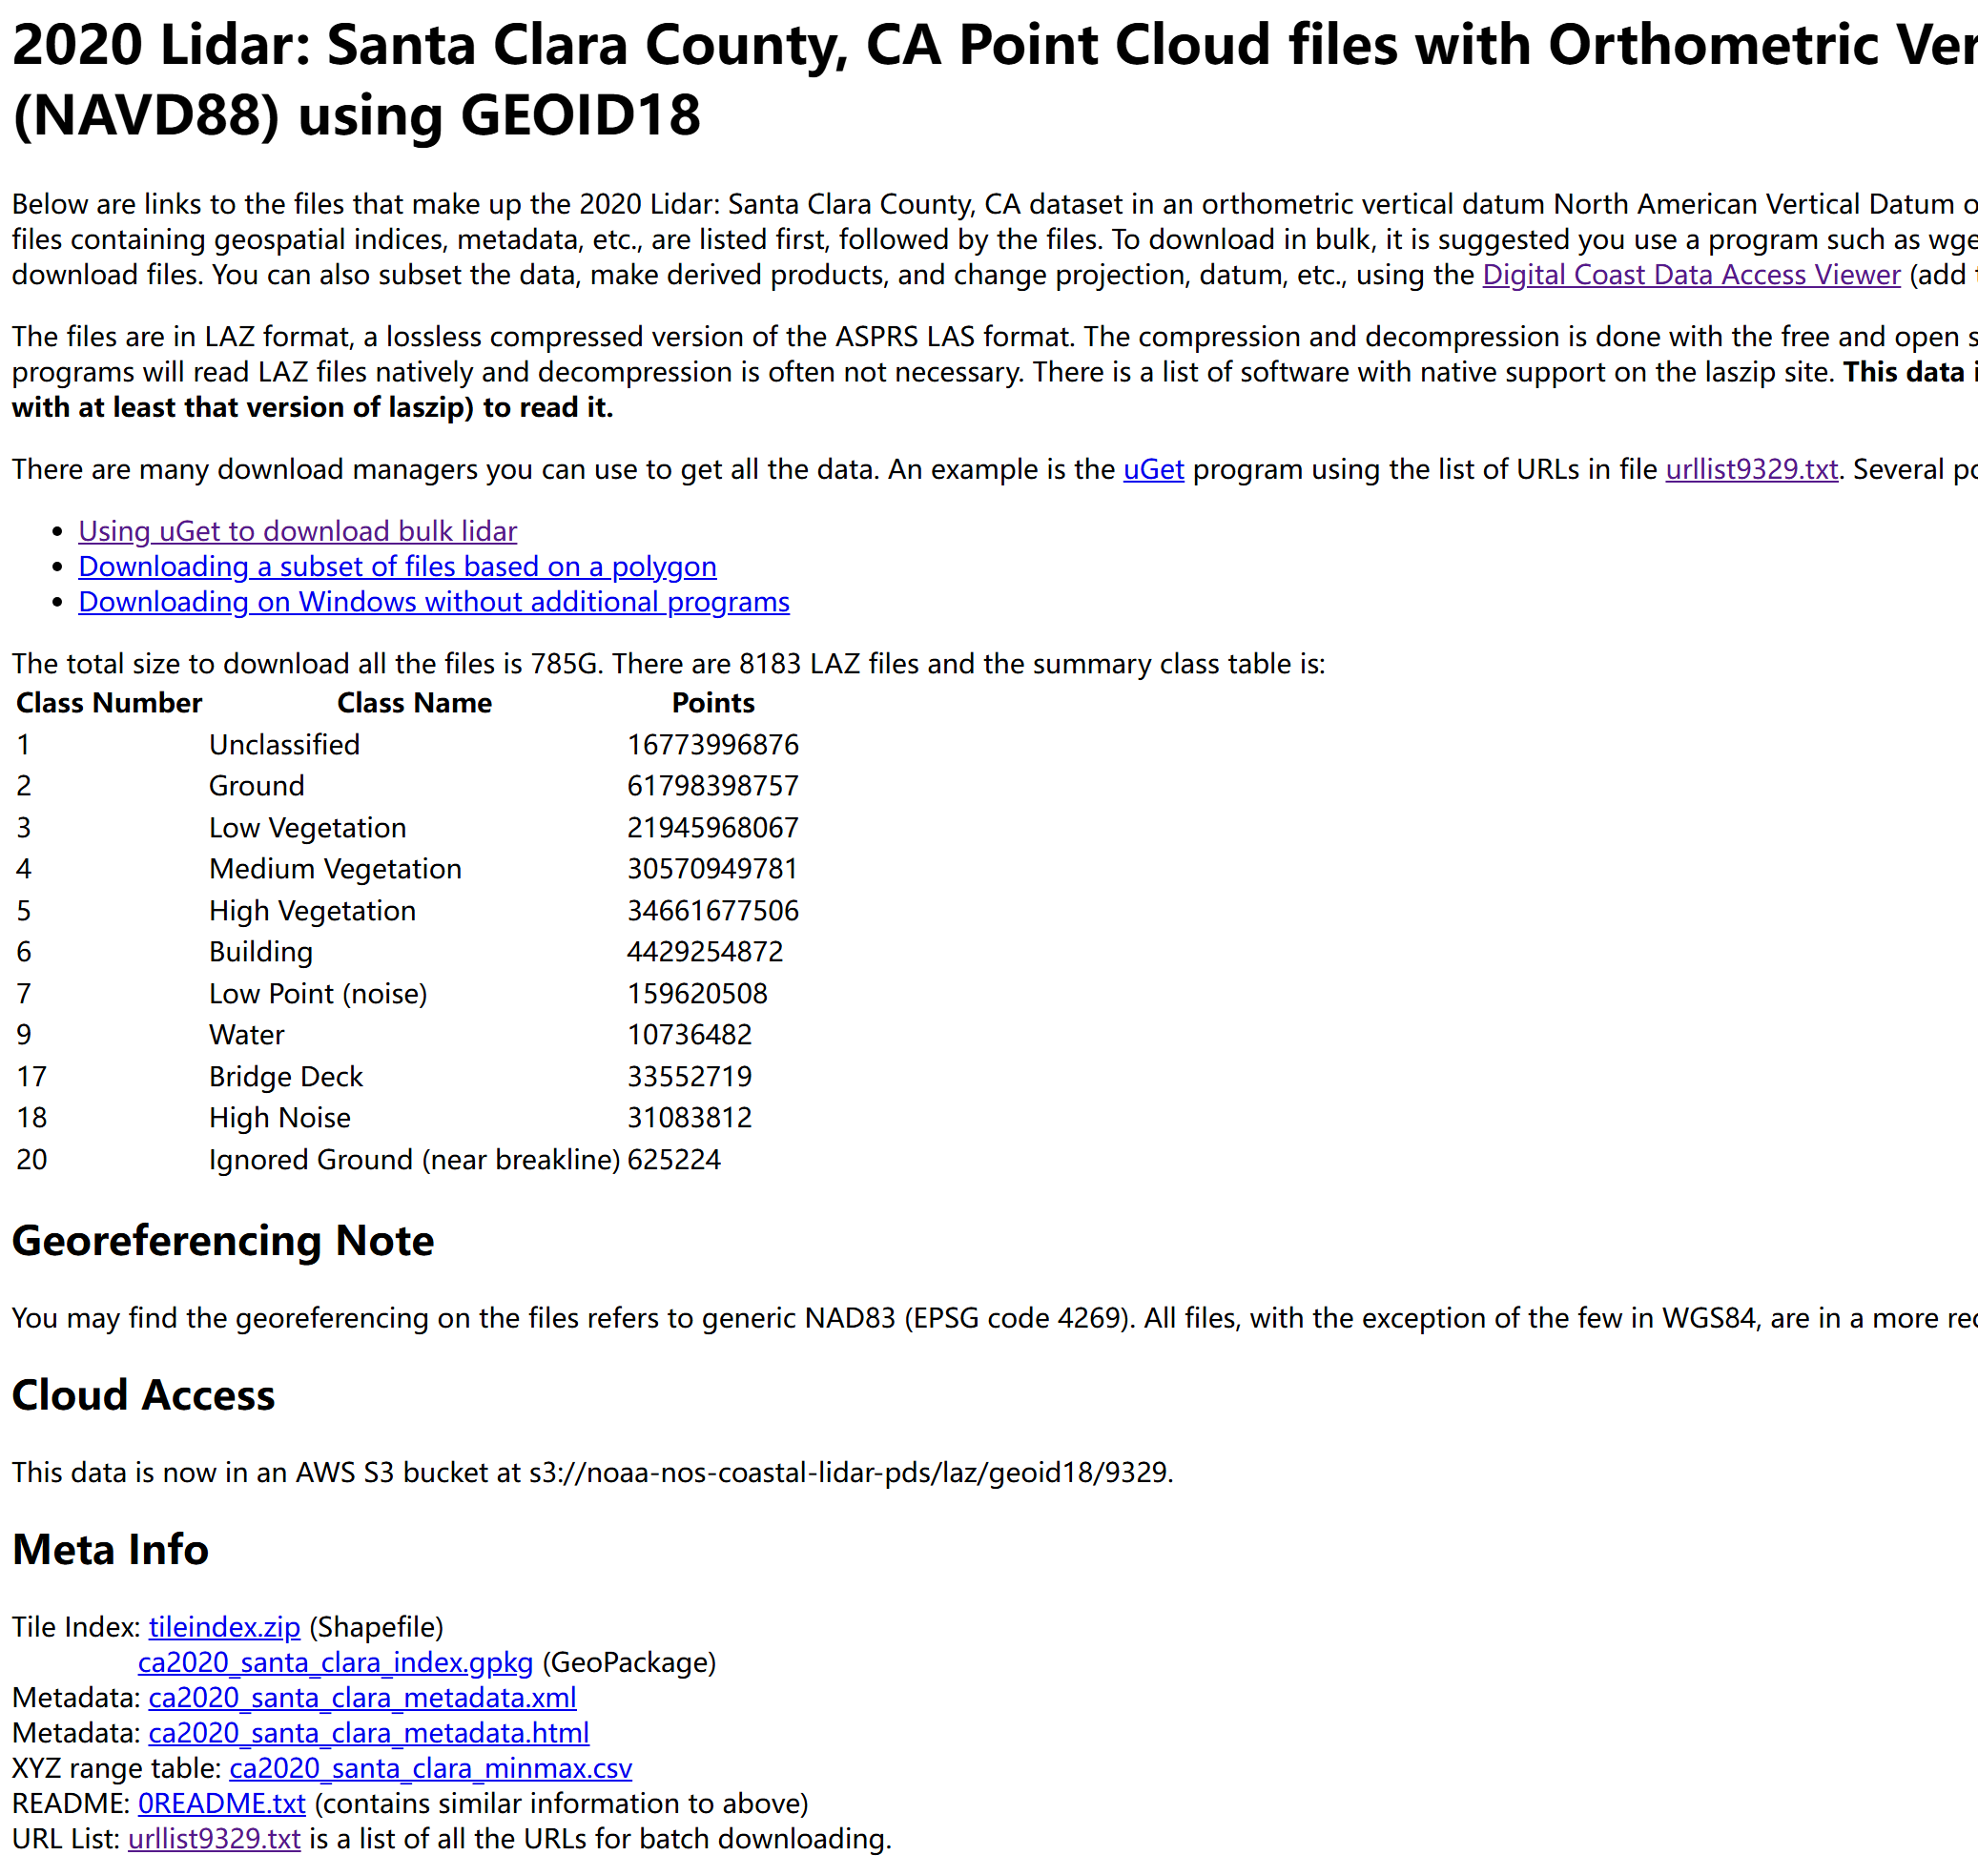 2020 Lidar: Santa Clara County, CA Point Cloud files with Orthometric
(NAVD88) using GEOID18
Below are links to the files that make up the 2020 Lidar: Santa Clara County, CA dataset in an orthometric vertical datum North American Vertical Datum
files containing geospatial indices, metadata, etc., are listed first, followed by the files. To download in bulk, it is suggested you use a program such as
download files. You can also subset the data, make derived products, and change projection, datum, etc., using the Digital Coast Data Access Viewer (add
The files are in LAZ format, a lossless compressed version of the ASPRS LAS format. The compression and decompression is done with the free and open
programs will read LAZ files natively and decompression is often not necessary. There is a list of software with native support on the laszip site. This data
with at least that version of laszip) to read it.
There are many download managers you can use to get all the data. An example is the uGet program using the list of URLs in file urllist9329.txt. Several
• Using uGet to download bulk lidar
• Downloading a subset of files based on a polygon
• Downloading on Windows without additional programs
The total size to download all the files is 785G. There are 8183 LAZ files and the summary class table is:
Class Number Class Name Points
1 Unclassified 16773996876
2 Ground 61798398757
3 Low Vegetation 21945968067
4 Medium Vegetation 30570949781
5 High Vegetation 34661677506
6 Building 4429254872
7 Low Point (noise) 159620508
9 Water 10736482
17 Bridge Deck 33552719
18 High Noise 31083812
20 Ignored Ground (near breakline) 625224
Georeferencing Note
You may find the georeferencing on the files refers to generic NAD83 (EPSG code 4269). All files, with the exception of the few in WGS84, are in a more
Cloud Access
This data is now in an AWS S3 bucket at s3://noaa-nos-coastal-lidar-pds/laz/geoid18/9329.
Meta Info
Tile Index: tileindex.zip (Shapefile)
ca2020_santa_clara_index.gpkg (GeoPackage)
Metadata: ca2020_santa_clara_metadata.xml
Metadata: ca2020_santa_clara_metadata.html
XYZ range table: ca2020_santa_clara_minmax.csv
README: 0README.txt (contains similar information to above)
URL List: urllist9329.txt is a list of all the URLs for batch downloading.